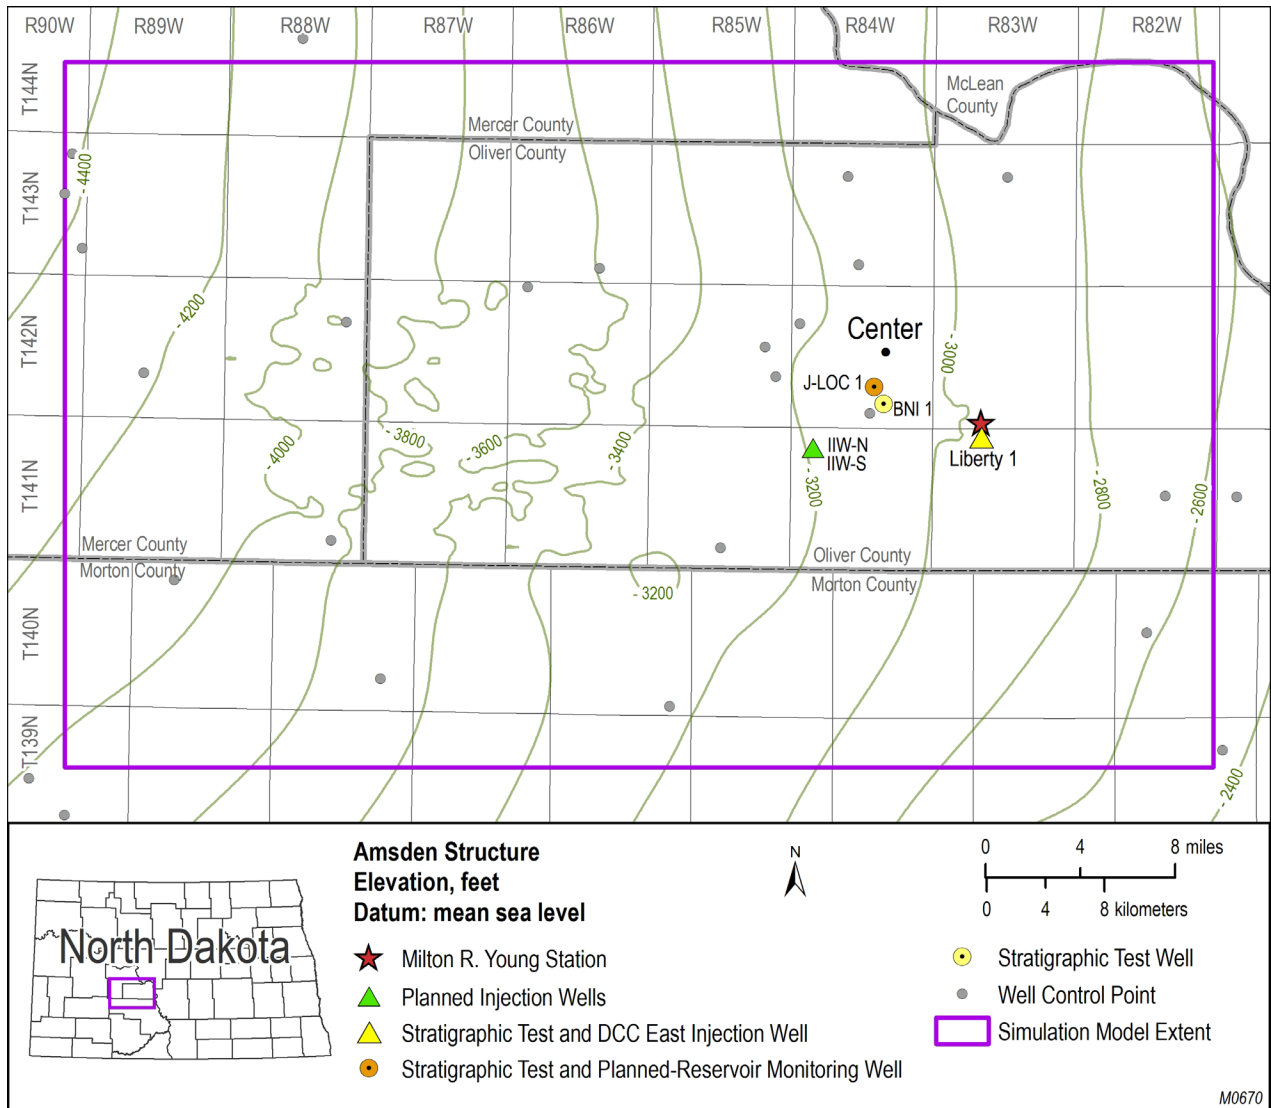 R90W R89W R88W R87W R86W R85W R84W R83W R82W
T144N
McLean
County
Mercer County
Oliver County
- 4400
T143N
- 4200
T142N
Center
- 3000
J-LOC 1
BNI 1
- 4000
- 3800
- 3600
- 3400
IIW-N
IIW-S
Liberty 1
T141N
- 3200
- 2800
- 2600
Mercer County
Morton County
Oliver County
Morton County
- 3200
T140N
T139N
- 2400
Amsden Structure
Elevation, feet
Datum: mean sea level
N
0 4 8 miles
0 4 8 kilometers
North Dakota
Milton R. Young Station
Planned Injection Wells
Stratigraphic Test and DCC East Injection Well
Stratigraphic Test and Planned-Reservoir Monitoring Well
Stratigraphic Test Well
Well Control Point
Simulation Model Extent
M0670